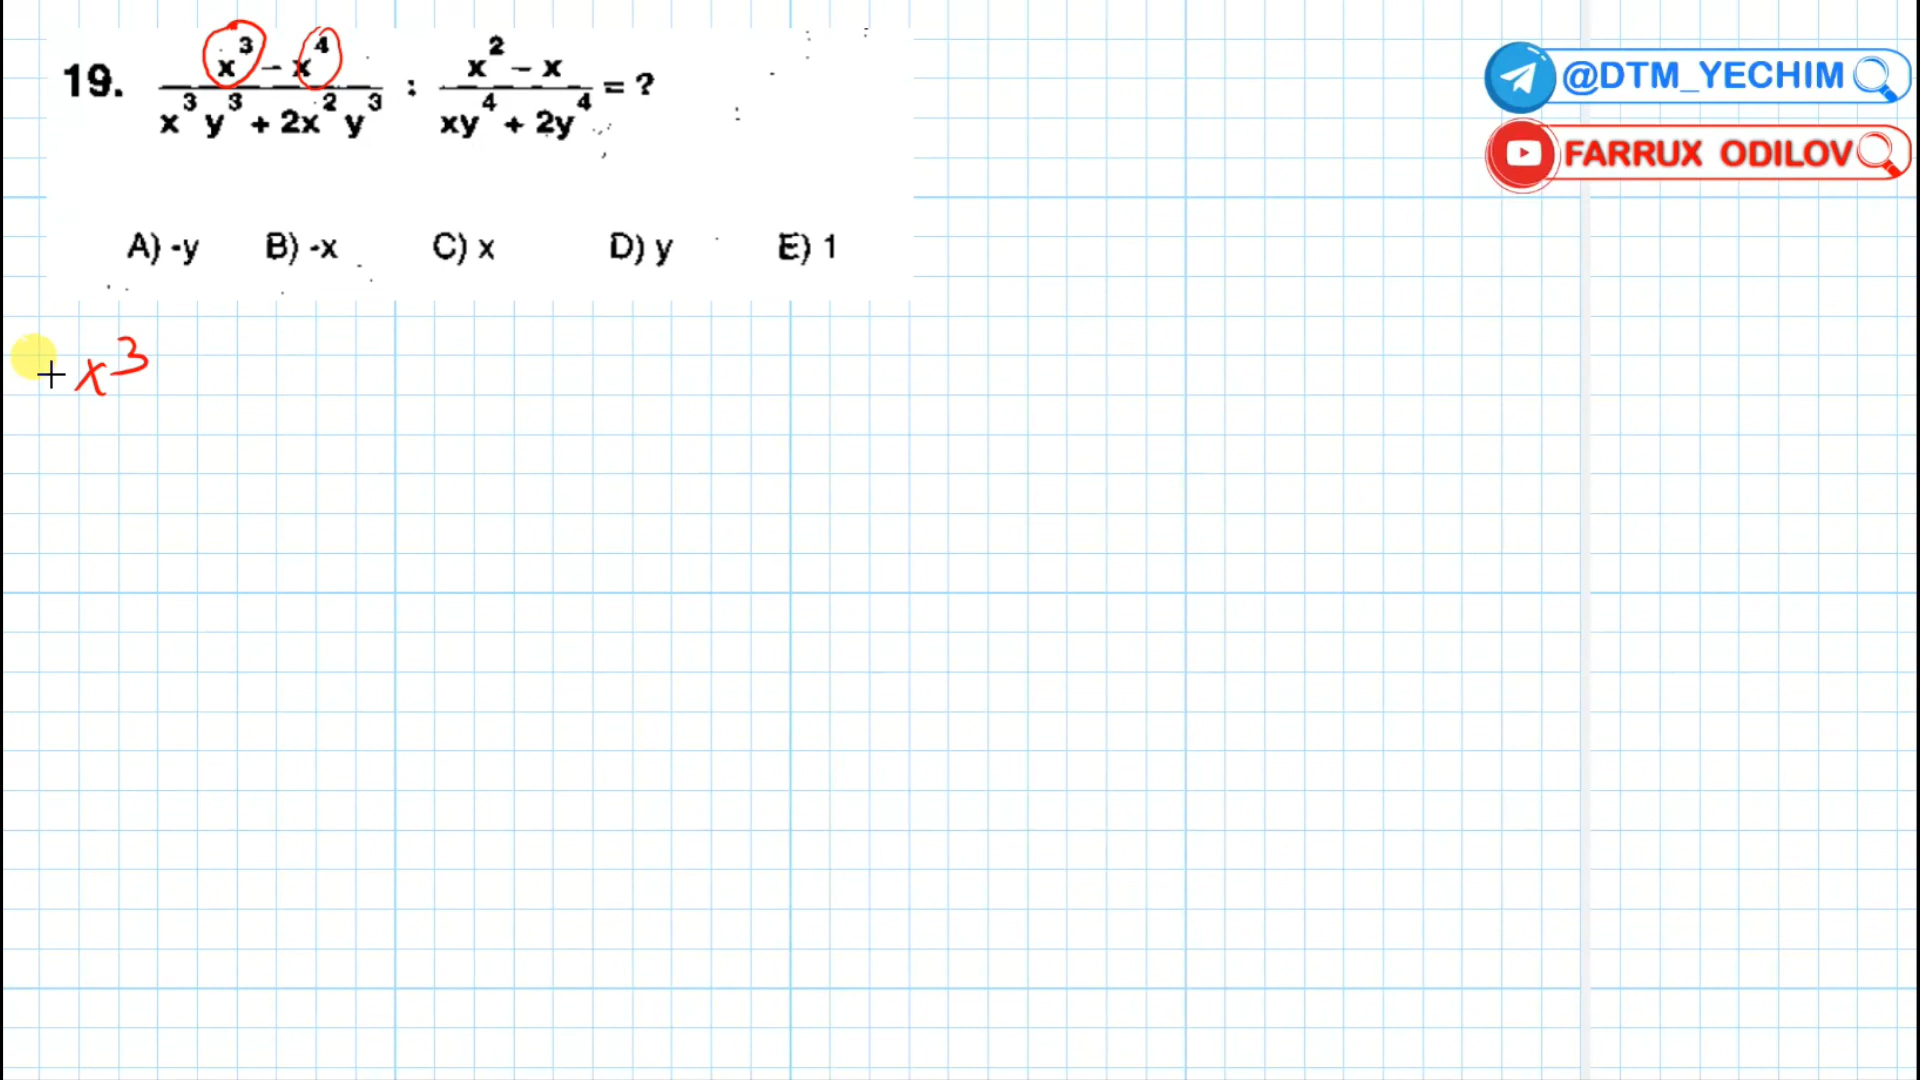 19. x³ − x⁴ / x³y³ + 2x²y³ : x² − x / xy⁴ + 2y⁴ = ?
A) -y B) -x C) x D) y E) 1
x³
@DTM_YECHIM
FARRUX ODILOV